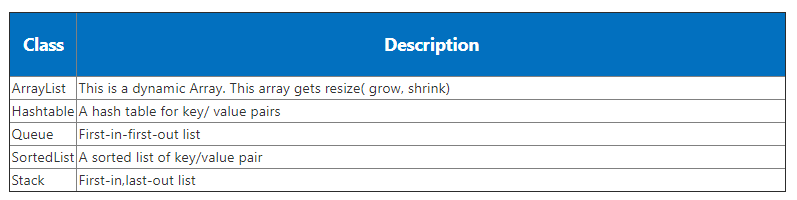 Class Description
ArrayList This is a dynamic Array. This array gets resize( grow, shrink)
Hashtable A hash table for key/ value pairs
Queue First-in-first-out list
SortedList A sorted list of key/value pair
Stack First-in,last-out list